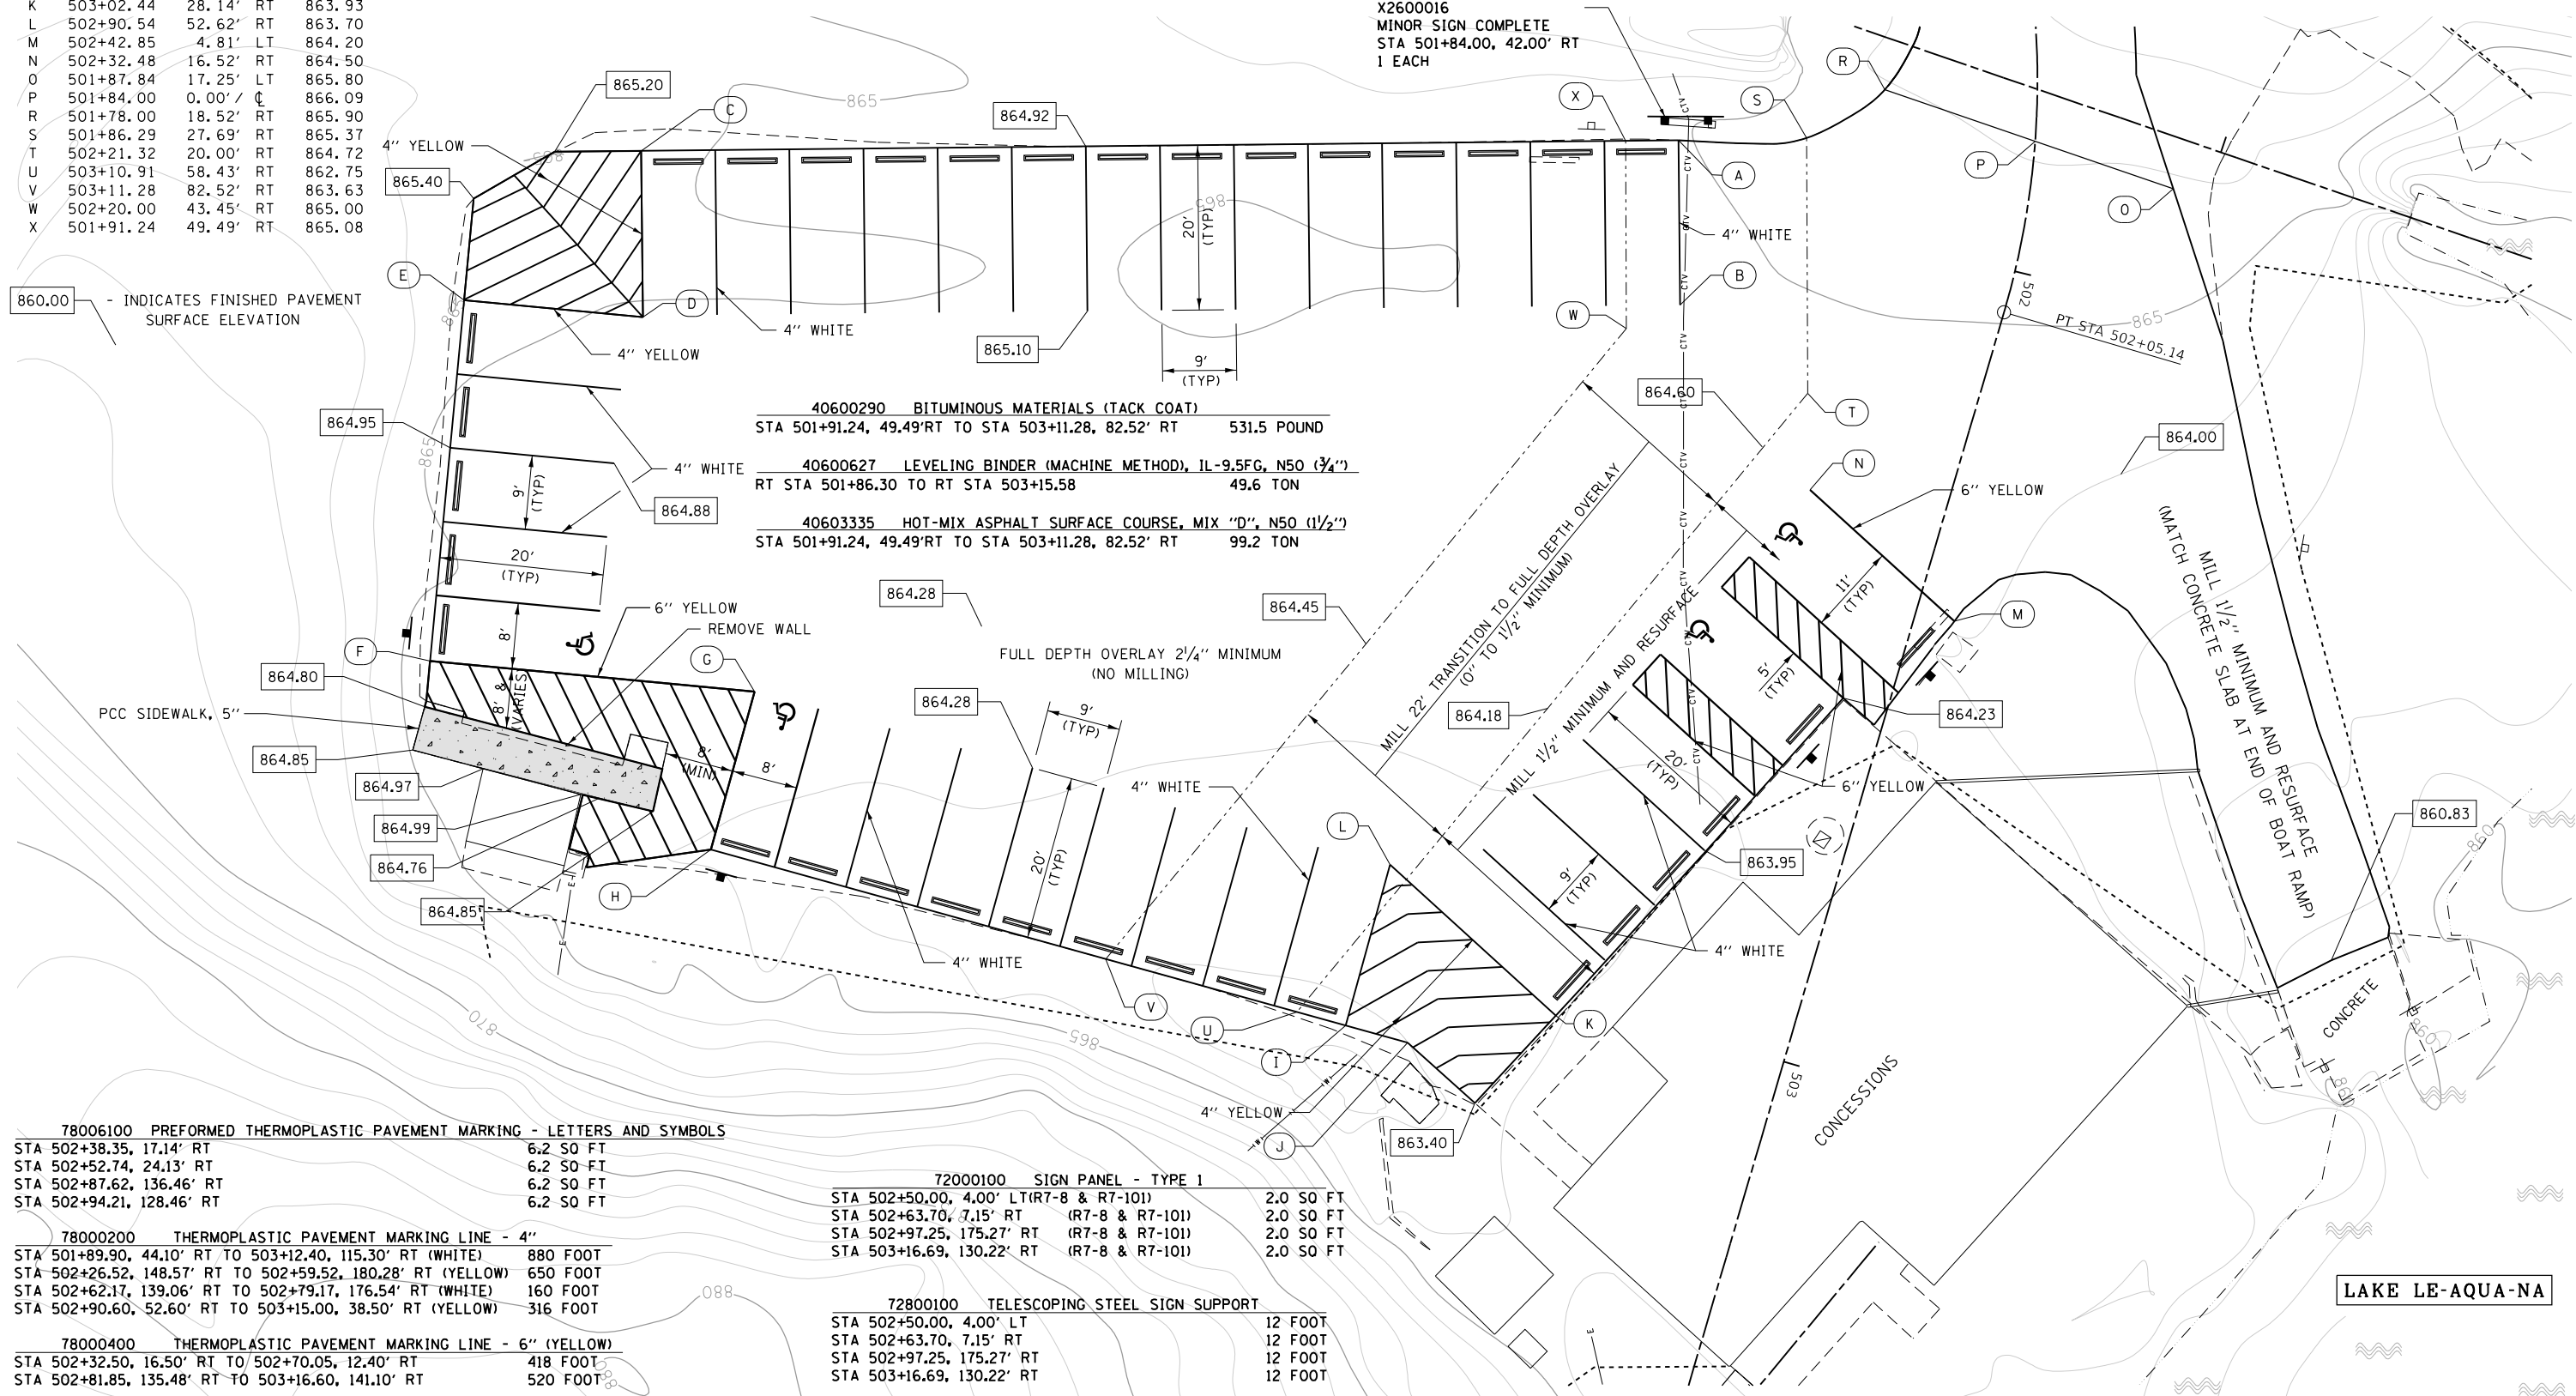 K 503+02.44 28.14' RT 863.93
L 502+90.54 52.62' RT 863.70
M 502+42.85 4.81' LT 864.20
N 502+32.48 16.52' RT 864.50
O 501+87.84 17.25' LT 865.80
P 501+84.00 0.00'/ ℄ 866.09
R 501+78.00 18.52' RT 865.90
S 501+86.29 27.69' RT 865.37
T 502+21.32 20.00' RT 864.72
U 503+10.91 58.43' RT 862.75
V 503+11.28 82.52' RT 863.63
W 502+20.00 43.45' RT 865.00
X 501+91.24 49.49' RT 865.08
860.00 - INDICATES FINISHED PAVEMENT
SURFACE ELEVATION
X2600016
MINOR SIGN COMPLETE
STA 501+84.00, 42.00' RT
1 EACH
865.20
C
4" YELLOW
865.40
865
864.92
X
S
R
P
O
A
B
4" WHITE
E
D
4" YELLOW
4" WHITE
865.10
20'
(TYP)
9'
(TYP)
865
865
865
865
W
502
PT STA 502+05.14
865
864.60
T
864.00
N
6" YELLOW
864.95
865
4" WHITE
864.88
9'
(TYP)
20'
(TYP)
40600290 BITUMINOUS MATERIALS (TACK COAT)
STA 501+91.24, 49.49'RT TO STA 503+11.28, 82.52' RT 531.5 POUND
40600627 LEVELING BINDER (MACHINE METHOD), IL-9.5FG, N50 (¾")
RT STA 501+86.30 TO RT STA 503+15.58 49.6 TON
40603335 HOT-MIX ASPHALT SURFACE COURSE, MIX "D", N50 (1½")
STA 501+91.24, 49.49'RT TO STA 503+11.28, 82.52' RT 99.2 TON
864.28
864.45
FULL DEPTH OVERLAY 2¼" MINIMUM
(NO MILLING)
MILL 22' TRANSITION TO FULL DEPTH OVERLAY
(0" TO 1½" MINIMUM)
MILL 1½" MINIMUM AND RESURFACE
MILL 1½" MINIMUM AND RESURFACE
(MATCH CONCRETE SLAB AT END OF BOAT RAMP)
CTV
CTV
CTV
CTV
CTV
CTV
CTV
CTV
CTV
11'
(TYP)
5'
(TYP)
M
6" YELLOW
REMOVE WALL
8'
F
G
864.80
8' &
VARIES
PCC SIDEWALK, 5"
864.85
864.97
864.99
864.76
864.85
8'
(MIN)
8'
864.28
9'
(TYP)
20'
(TYP)
4" WHITE
864.18
20'
(TYP)
864.23
6" YELLOW
863.95
860.83
860
L
9'
(TYP)
4" WHITE
H
E
E
4" WHITE
V
U
K
I
J
4" YELLOW
863.40
870
865
503
CONCESSIONS
CONCRETE
860
860
78006100 PREFORMED THERMOPLASTIC PAVEMENT MARKING - LETTERS AND SYMBOLS
STA 502+38.35, 17.14' RT 6.2 SQ FT
STA 502+52.74, 24.13' RT 6.2 SQ FT
STA 502+87.62, 136.46' RT 6.2 SQ FT
STA 502+94.21, 128.46' RT 6.2 SQ FT
78000200 THERMOPLASTIC PAVEMENT MARKING LINE - 4"
STA 501+89.90, 44.10' RT TO 503+12.40, 115.30' RT (WHITE) 880 FOOT
STA 502+26.52, 148.57' RT TO 502+59.52, 180.28' RT (YELLOW) 650 FOOT
STA 502+62.17, 139.06' RT TO 502+79.17, 176.54' RT (WHITE) 160 FOOT
STA 502+90.60, 52.60' RT TO 503+15.00, 38.50' RT (YELLOW) 316 FOOT
78000400 THERMOPLASTIC PAVEMENT MARKING LINE - 6" (YELLOW)
STA 502+32.50, 16.50' RT TO 502+70.05, 12.40' RT 418 FOOT
STA 502+81.85, 135.48' RT TO 503+16.60, 141.10' RT 520 FOOT
880
880
72000100 SIGN PANEL - TYPE 1
STA 502+50.00, 4.00' LT(R7-8 & R7-101) 2.0 SQ FT
STA 502+63.70, 7.15' RT (R7-8 & R7-101) 2.0 SQ FT
STA 502+97.25, 175.27' RT (R7-8 & R7-101) 2.0 SQ FT
STA 503+16.69, 130.22' RT (R7-8 & R7-101) 2.0 SQ FT
72800100 TELESCOPING STEEL SIGN SUPPORT
STA 502+50.00, 4.00' LT 12 FOOT
STA 502+63.70, 7.15' RT 12 FOOT
STA 502+97.25, 175.27' RT 12 FOOT
STA 503+16.69, 130.22' RT 12 FOOT
E
LAKE LE-AQUA-NA